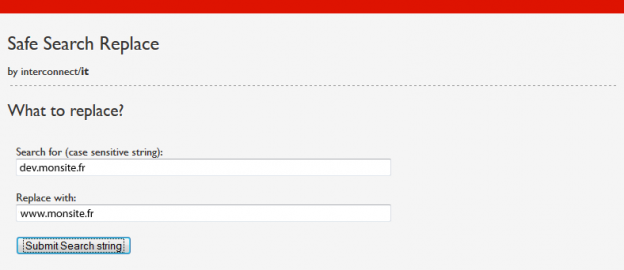 Safe Search Replace
by interconnect/it
What to replace?
Search for (case sensitive string):
dev.monsite.fr
Replace with:
www.monsite.fr
Submit Search string